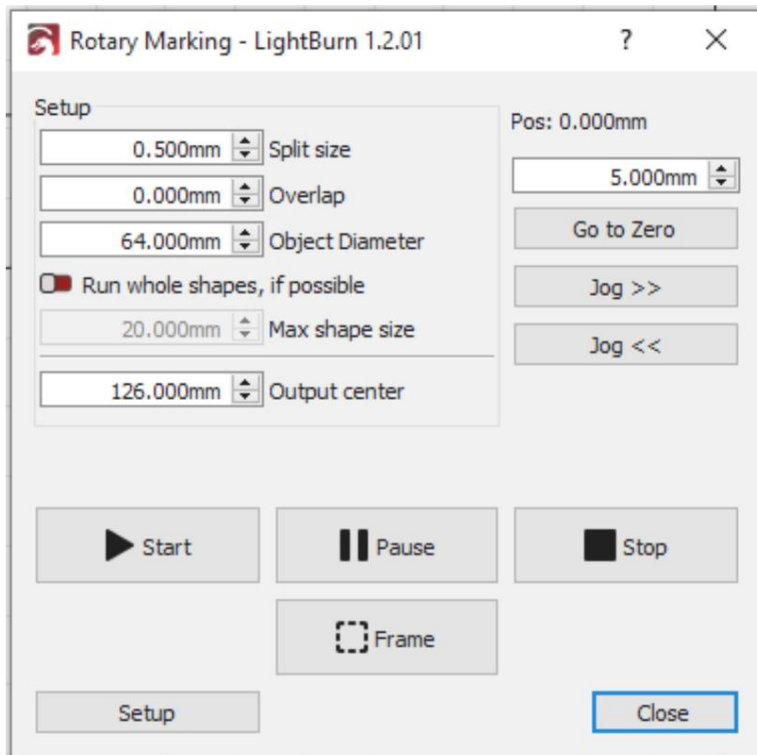 Rotary Marking - LightBurn 1.2.01 ?
Setup
0.500mm Split size
0.000mm Overlap
64.000mm Object Diameter
Run whole shapes, if possible
20.000mm Max shape size
126.000mm Output center
Pos: 0.000mm
5.000mm
Go to Zero
Jog >>
Jog <<
Start
Pause
Stop
Frame
Setup
Close